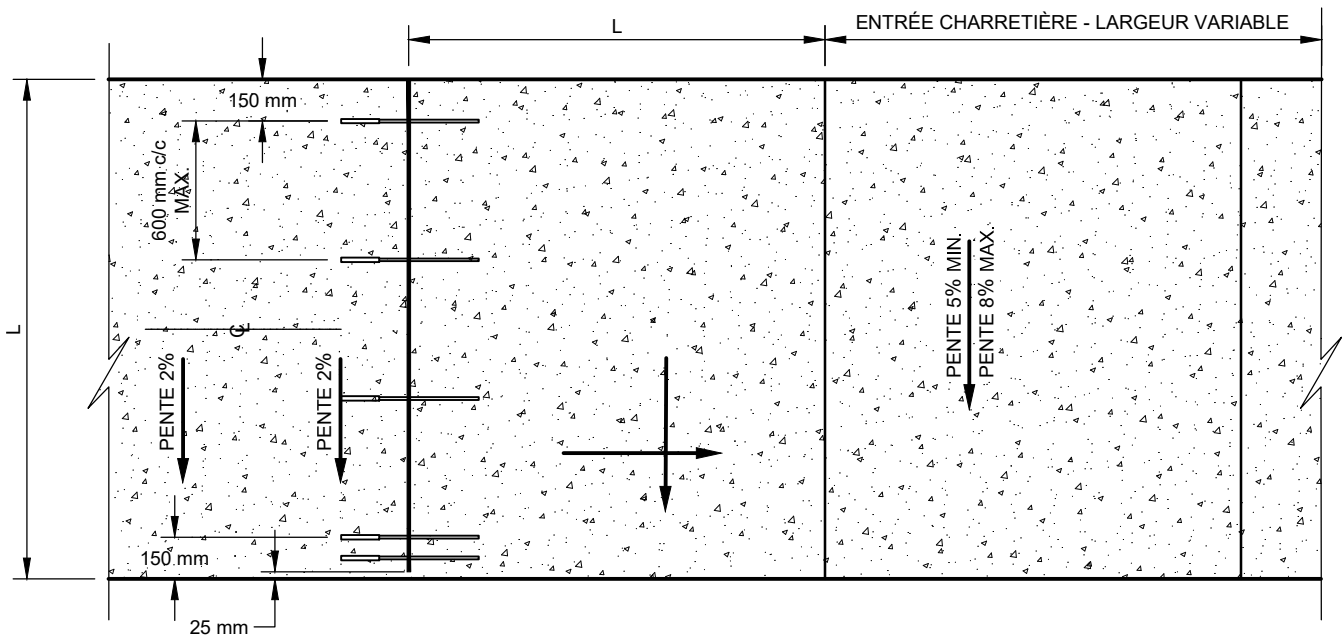 L
ENTRÉE CHARRETIÈRE - LARGEUR VARIABLE
150 mm
600 mm c/c
MAX.
L
℄
PENTE 2%
PENTE 2%
PENTE 5% MIN.
PENTE 8% MAX.
150 mm
25 mm